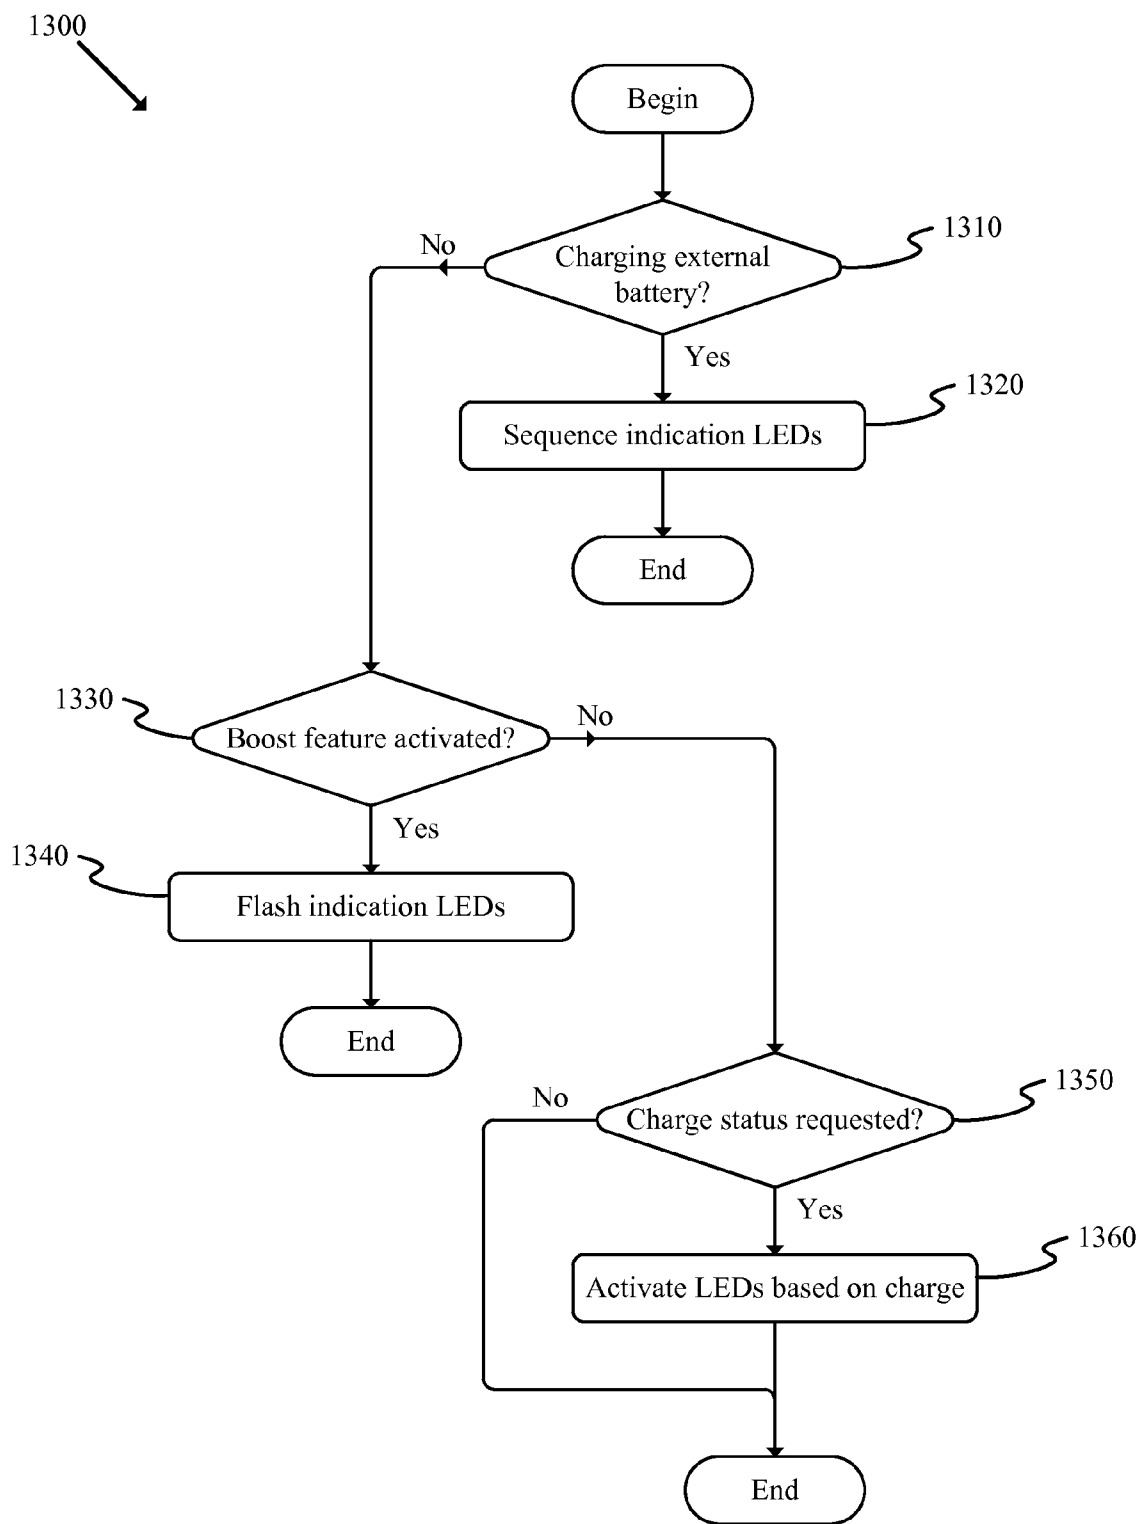 1300
Begin
1310
No
Charging external
battery?
Yes
1320
Sequence indication LEDs
End
1330
No
Boost feature activated?
Yes
1340
Flash indication LEDs
End
1350
No
Charge status requested?
Yes
1360
Activate LEDs based on charge
End